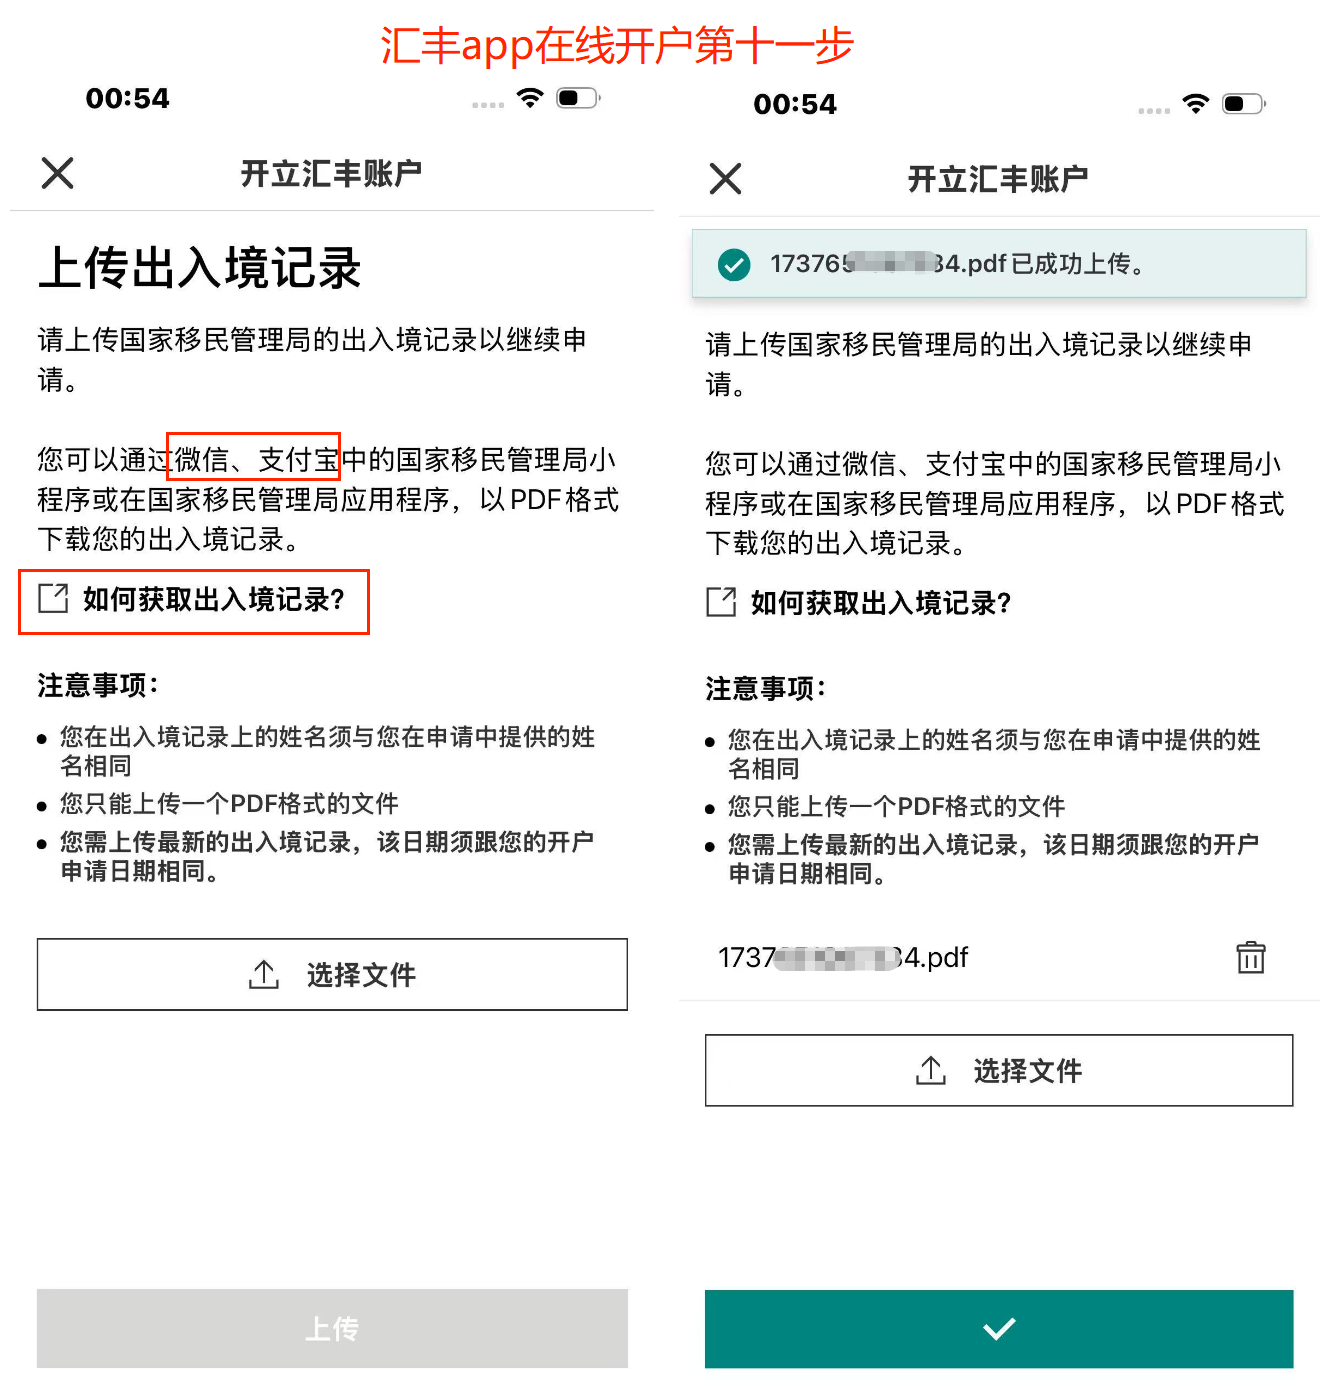 汇丰app在线开户第十一步
00:54
开立汇丰账户
上传出入境记录
请上传国家移民管理局的出入境记录以继续申
请。
您可以通过微信、支付宝中的国家移民管理局小
程序或在国家移民管理局应用程序，以PDF格式
下载您的出入境记录。
如何获取出入境记录?
注意事项：
• 您在出入境记录上的姓名须与您在申请中提供的姓
名相同
• 您只能上传一个PDF格式的文件
• 您需上传最新的出入境记录，该日期须跟您的开户
申请日期相同。
选择文件
上传
00:54
开立汇丰账户
17376 34.pdf已成功上传。
请上传国家移民管理局的出入境记录以继续申
请。
您可以通过微信、支付宝中的国家移民管理局小
程序或在国家移民管理局应用程序，以PDF格式
下载您的出入境记录。
如何获取出入境记录?
注意事项：
• 您在出入境记录上的姓名须与您在申请中提供的姓
名相同
• 您只能上传一个PDF格式的文件
• 您需上传最新的出入境记录，该日期须跟您的开户
申请日期相同。
1737 34.pdf
选择文件